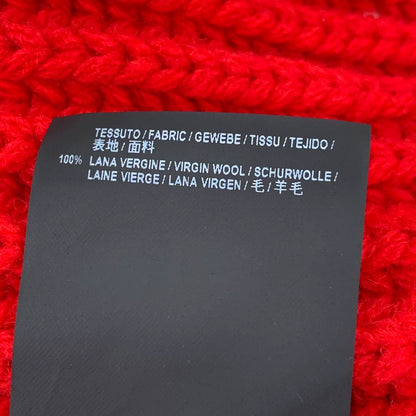 TESSUTO / FABRIC / GEWEBE / TISSU / TEJIDO /
表地 / 面料
100% LANA VERGINE / VIRGIN WOOL / SCHURWOLLE /
LAINE VIERGE / LANA VIRGEN / 毛 / 羊毛